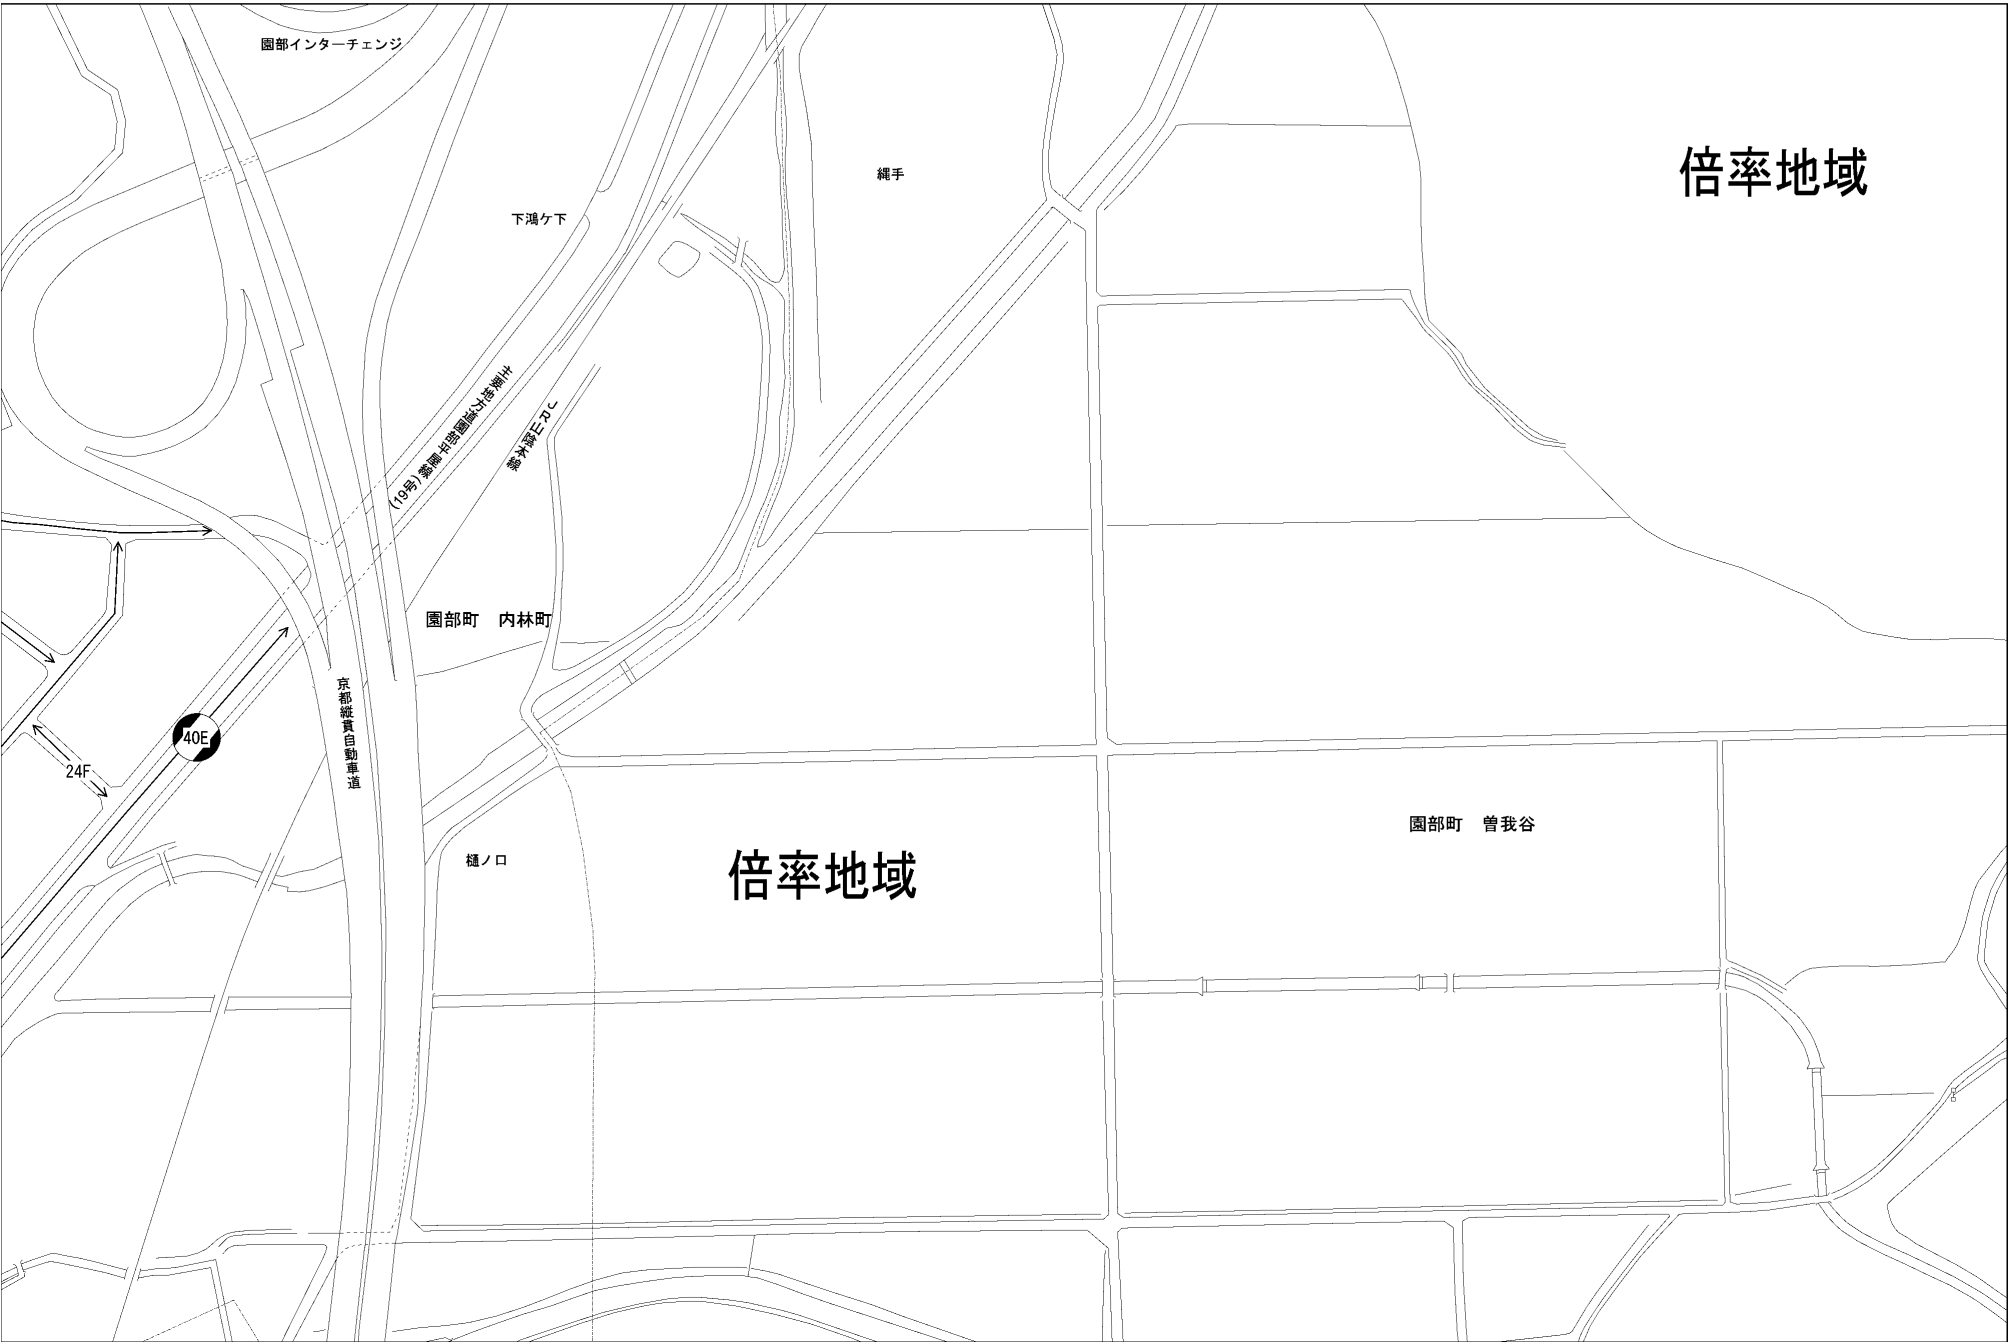 園部インターチェンジ
倍率地域
縄手
下鴻ケ下
主要地方道園部平屋線
(19号)
JR山陰本線
園部町　内林町
京都縦貫自動車道
40E
24F
園部町　曽我谷
樋ノ口
倍率地域